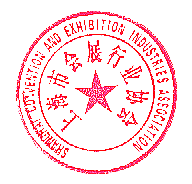 SHANGHAI CONVENTION AND EXHIBITION INDUSTRIES ASSOCIATION
上海市会展行业协会